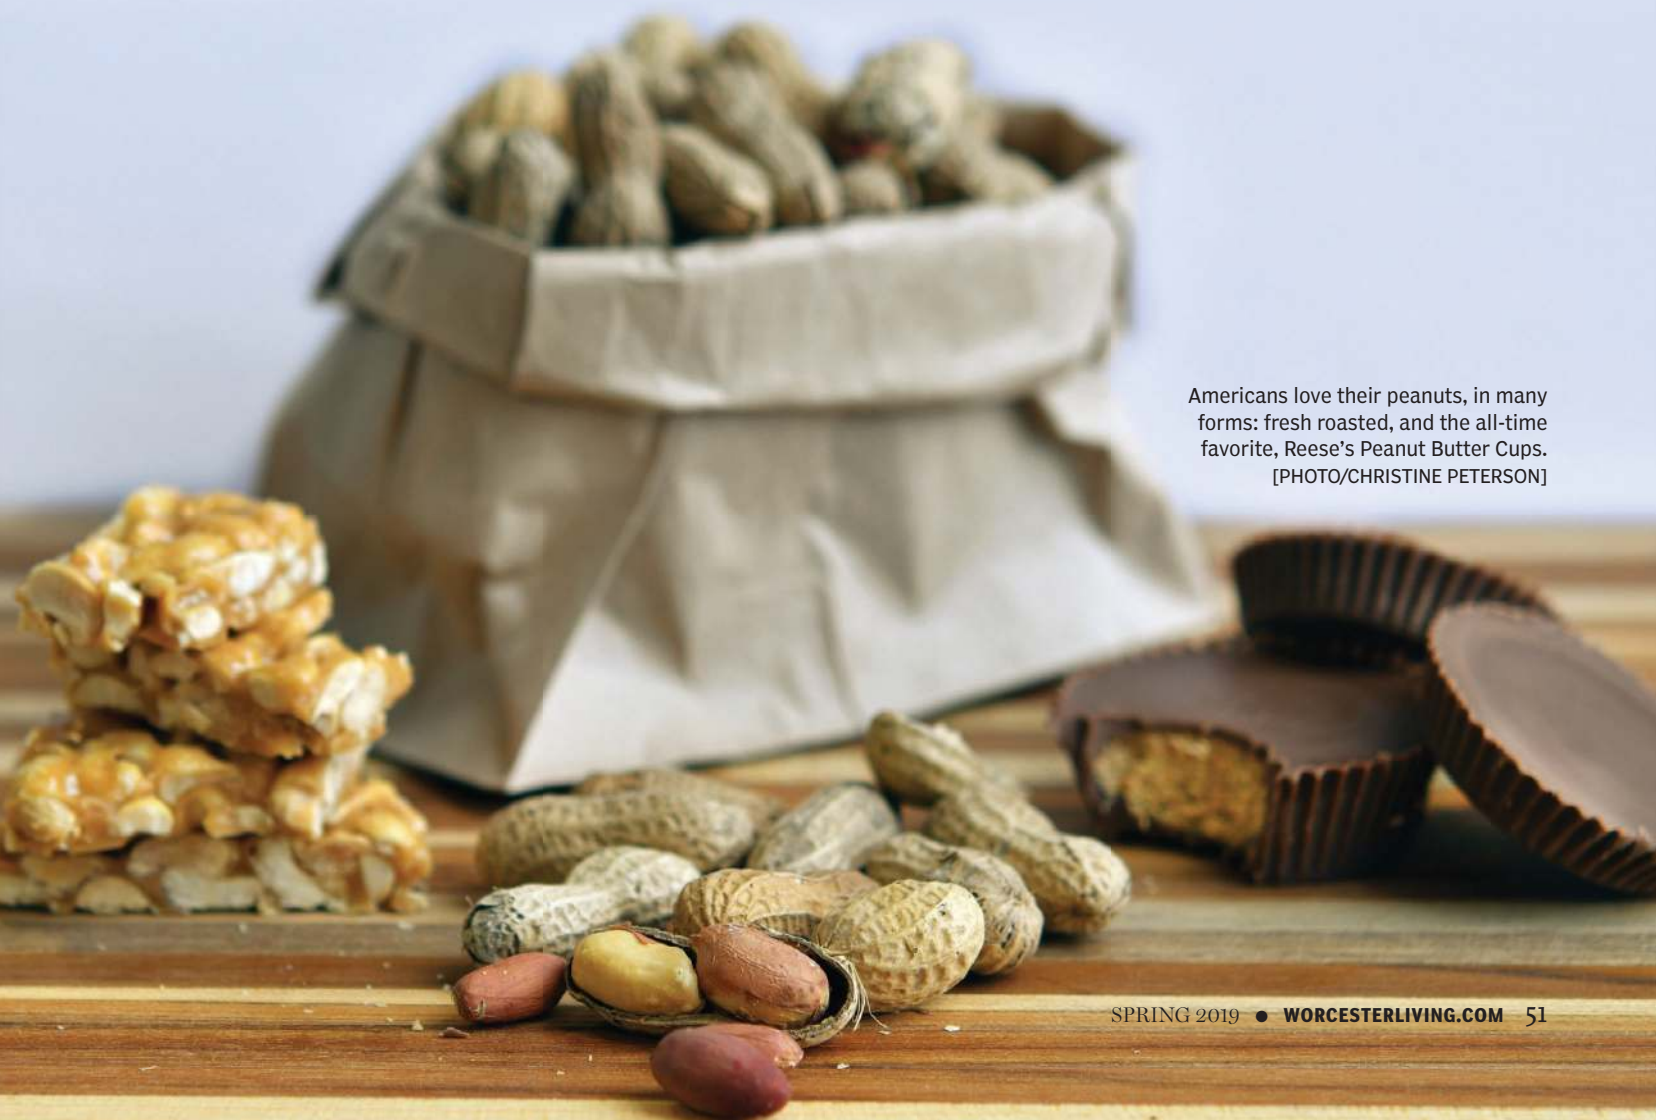 Americans love their peanuts, in many
forms: fresh roasted, and the all-time
favorite, Reese’s Peanut Butter Cups.
[PHOTO/CHRISTINE PETERSON]
SPRING 2019 ● WORCESTERLIVING.COM 51